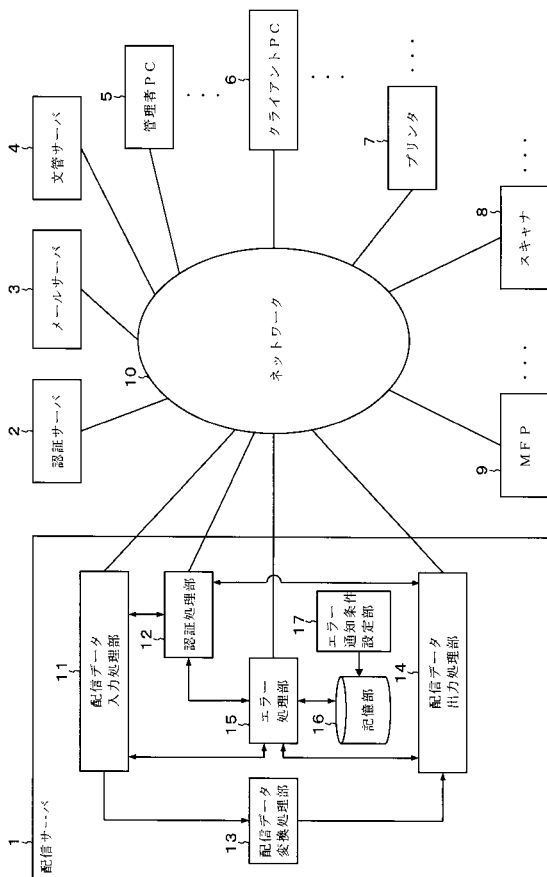 1
配信サーバ
11
配信データ
入力処理部
12
認証処理部
13
配信データ
変換処理部
15
エラー
処理部
16
記憶部
17
エラー
通知条件
設定部
14
配信データ
出力処理部
10
ネットワーク
2
認証サーバ
3
メールサーバ
4
文管サーバ
5
管理者PC
・・・
6
クライアントPC
・・・
7
プリンタ
・・・
8
スキャナ
・・・
9
MFP
・・・